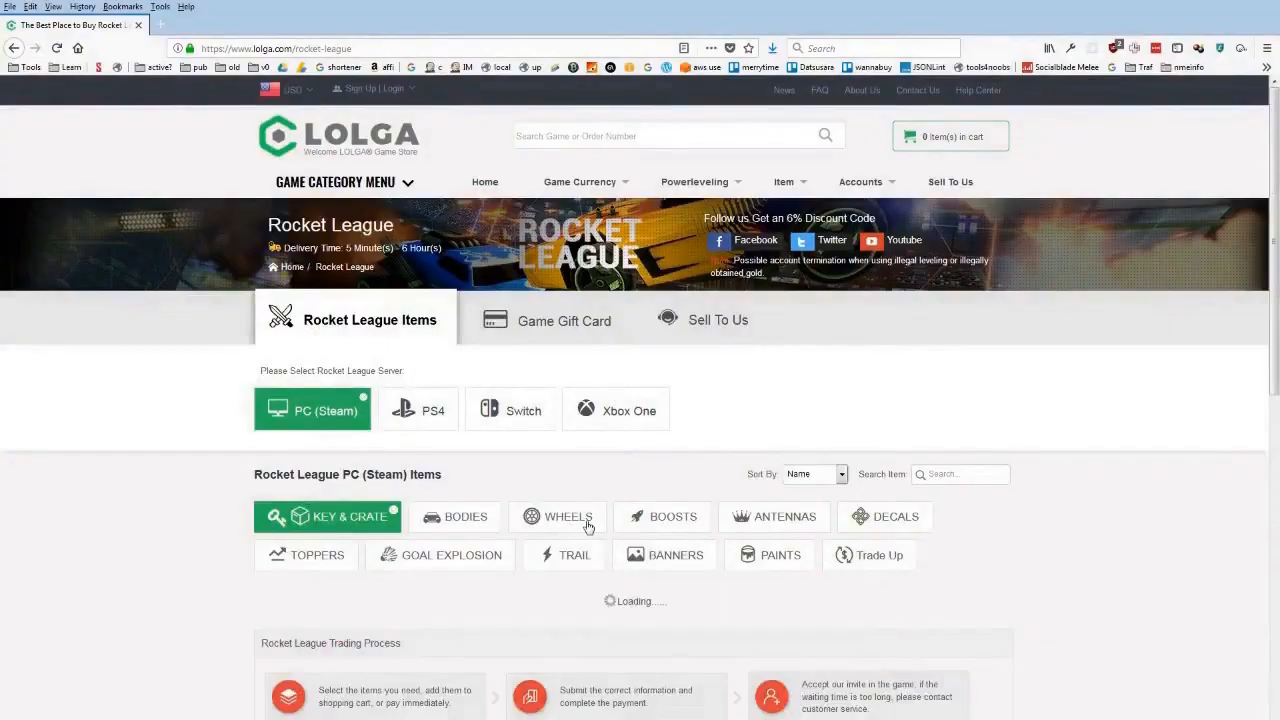 File Edit View History Bookmarks Tools Help
The Best Place to Buy Rocket L
https://www.lolga.com/rocket-league
Search
Tools Learn active? pub old v0 shortener affi c IM local up aws use merrytime Datsusara wannabuy JSONLint tools4noobs Socialblade Melee Traf nmeinfo
USD Sign Up | Login News FAQ About Us Contact Us Help Center
LOLGA
Welcome LOLGA® Game Store
Search Game or Order Number
0 Item(s) in cart
GAME CATEGORY MENU Home Game Currency Powerleveling Item Accounts Sell To Us
Rocket League
Delivery Time: 5 Minute(s) - 6 Hour(s)
Home / Rocket League
ROCKET
LEAGUE
Follow us Get an 6% Discount Code
Facebook Twitter Youtube
Possible account termination when using illegal leveling or illegally
obtained gold.
Rocket League Items Game Gift Card Sell To Us
Please Select Rocket League Server:
PC (Steam) PS4 Switch Xbox One
Rocket League PC (Steam) Items Sort By: Name Search Item: Search...
KEY & CRATE BODIES WHEELS BOOSTS ANTENNAS DECALS
TOPPERS GOAL EXPLOSION TRAIL BANNERS PAINTS Trade Up
Loading......
Rocket League Trading Process
Select the items you need, add them to
shopping cart, or pay immediately.
Submit the correct information and
complete the payment.
Accept our invite in the game, if the
waiting time is too long, please contact
customer service.